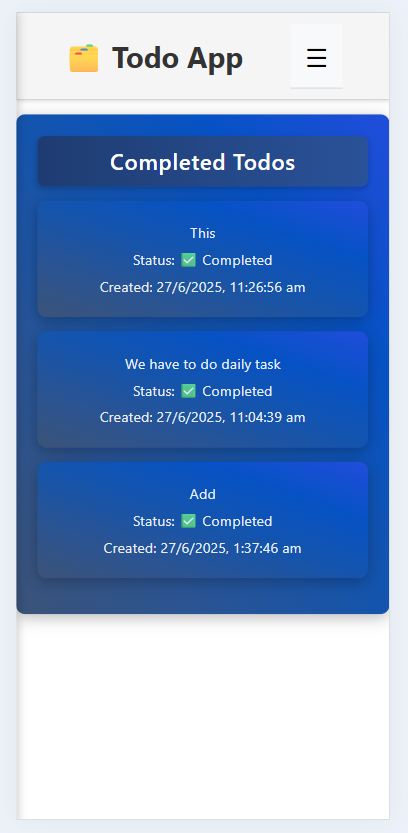 🗂️ Todo App ☰
Completed Todos
This
Status: ✅ Completed
Created: 27/6/2025, 11:26:56 am
We have to do daily task
Status: ✅ Completed
Created: 27/6/2025, 11:04:39 am
Add
Status: ✅ Completed
Created: 27/6/2025, 1:37:46 am